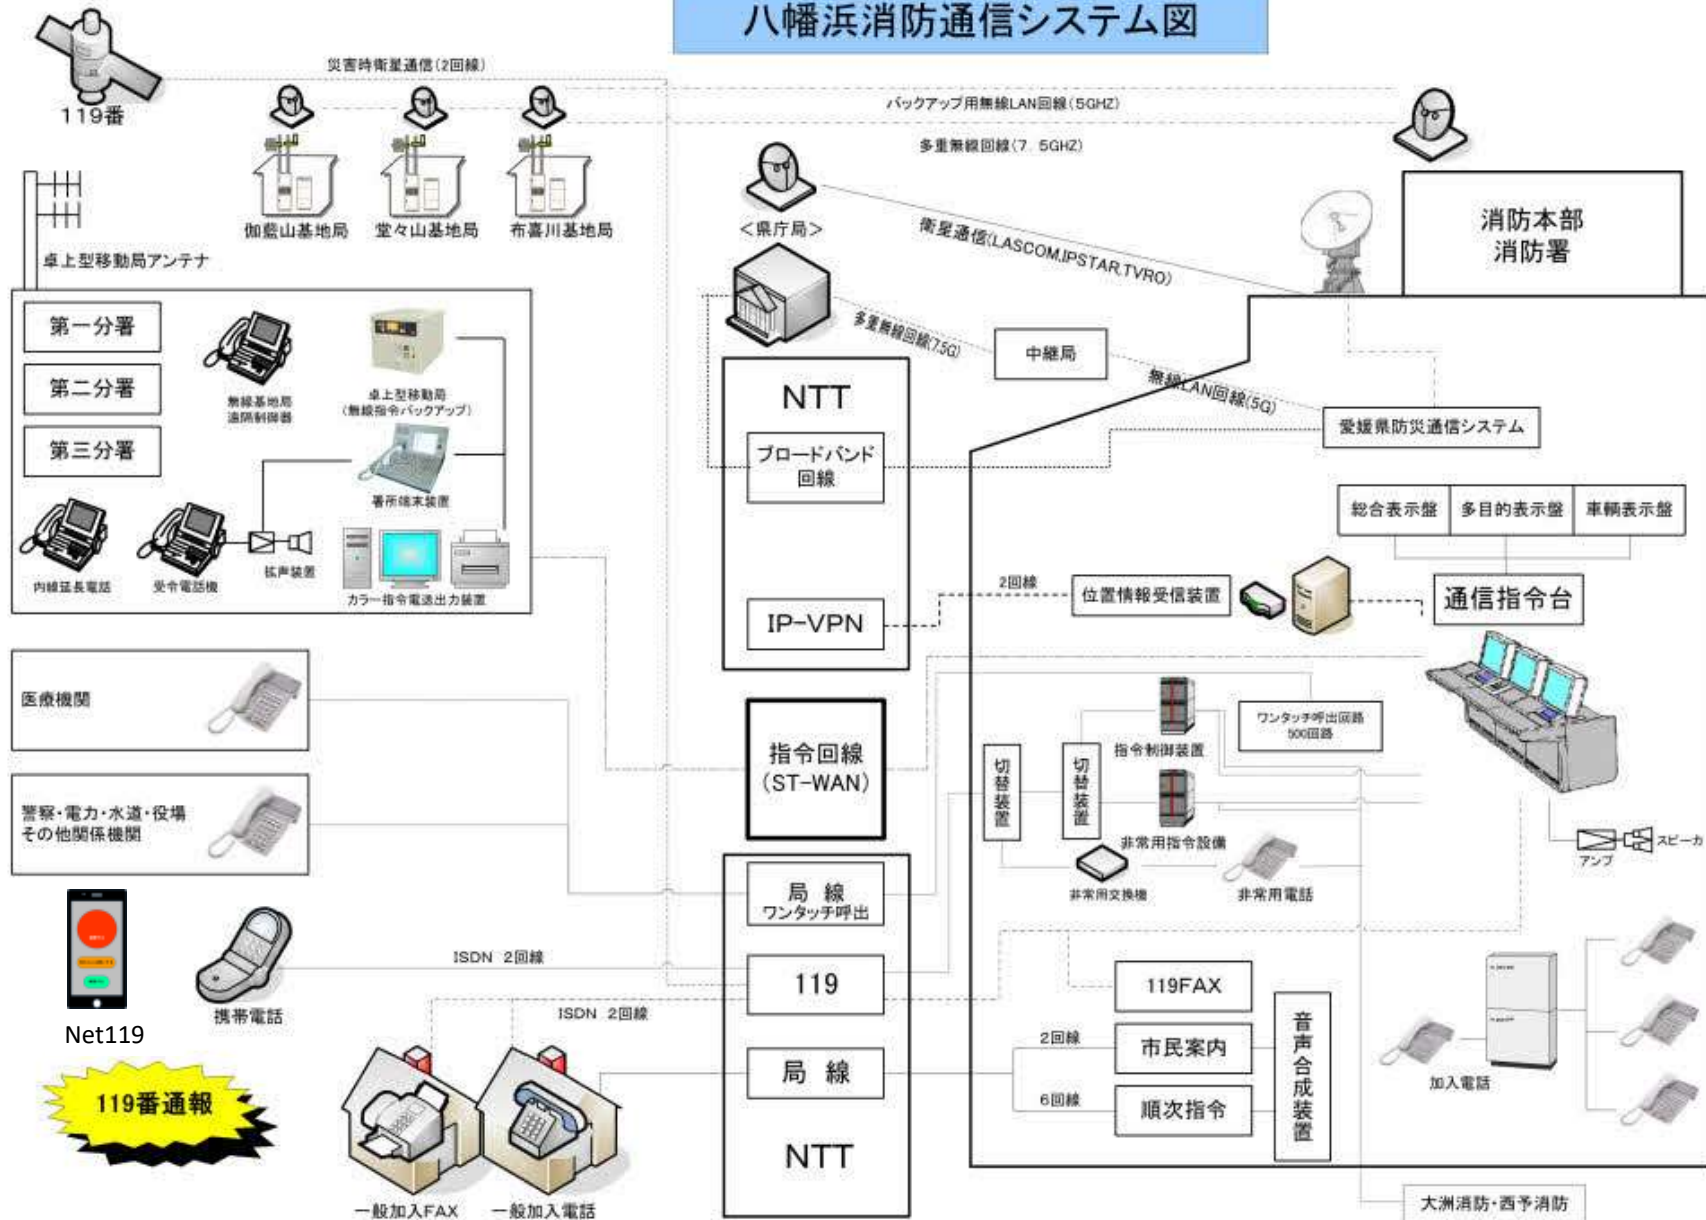 八幡浜消防通信システム図
119番
災害時衛星通信(2回線)
バックアップ用無線LAN回線(5GHZ)
多重無線回線(7.5GHZ)
伽藍山基地局
堂々山基地局
布喜川基地局
<県庁局>
衛星通信(LASCOM,IPSTAR,TVRO)
消防本部
消防署
卓上型移動局アンテナ
第一分署
第二分署
第三分署
無線基地局
遠隔制御器
卓上型移動局
(無線指令バックアップ)
署所端末装置
内線延長電話
受令電話機
拡声装置
カラー指令電送出力装置
多重無線回線(7.5G)
中継局
無線LAN回線(5G)
愛媛県防災通信システム
NTT
ブロードバンド
回線
IP-VPN
2回線
位置情報受信装置
総合表示盤
多目的表示盤
車輌表示盤
通信指令台
医療機関
警察・電力・水道・役場
その他関係機関
指令回線
(ST-WAN)
切替装置
切替装置
指令制御装置
非常用指令設備
ワンタッチ呼出回路
500回路
非常用交換機
非常用電話
アンプ
スピーカ
局 線
ワンタッチ呼出
ISDN 2回線
119
ISDN 2回線
局 線
NTT
Net119
携帯電話
119番通報
一般加入FAX
一般加入電話
119FAX
2回線
市民案内
6回線
順次指令
音声合成装置
加入電話
大洲消防・西予消防